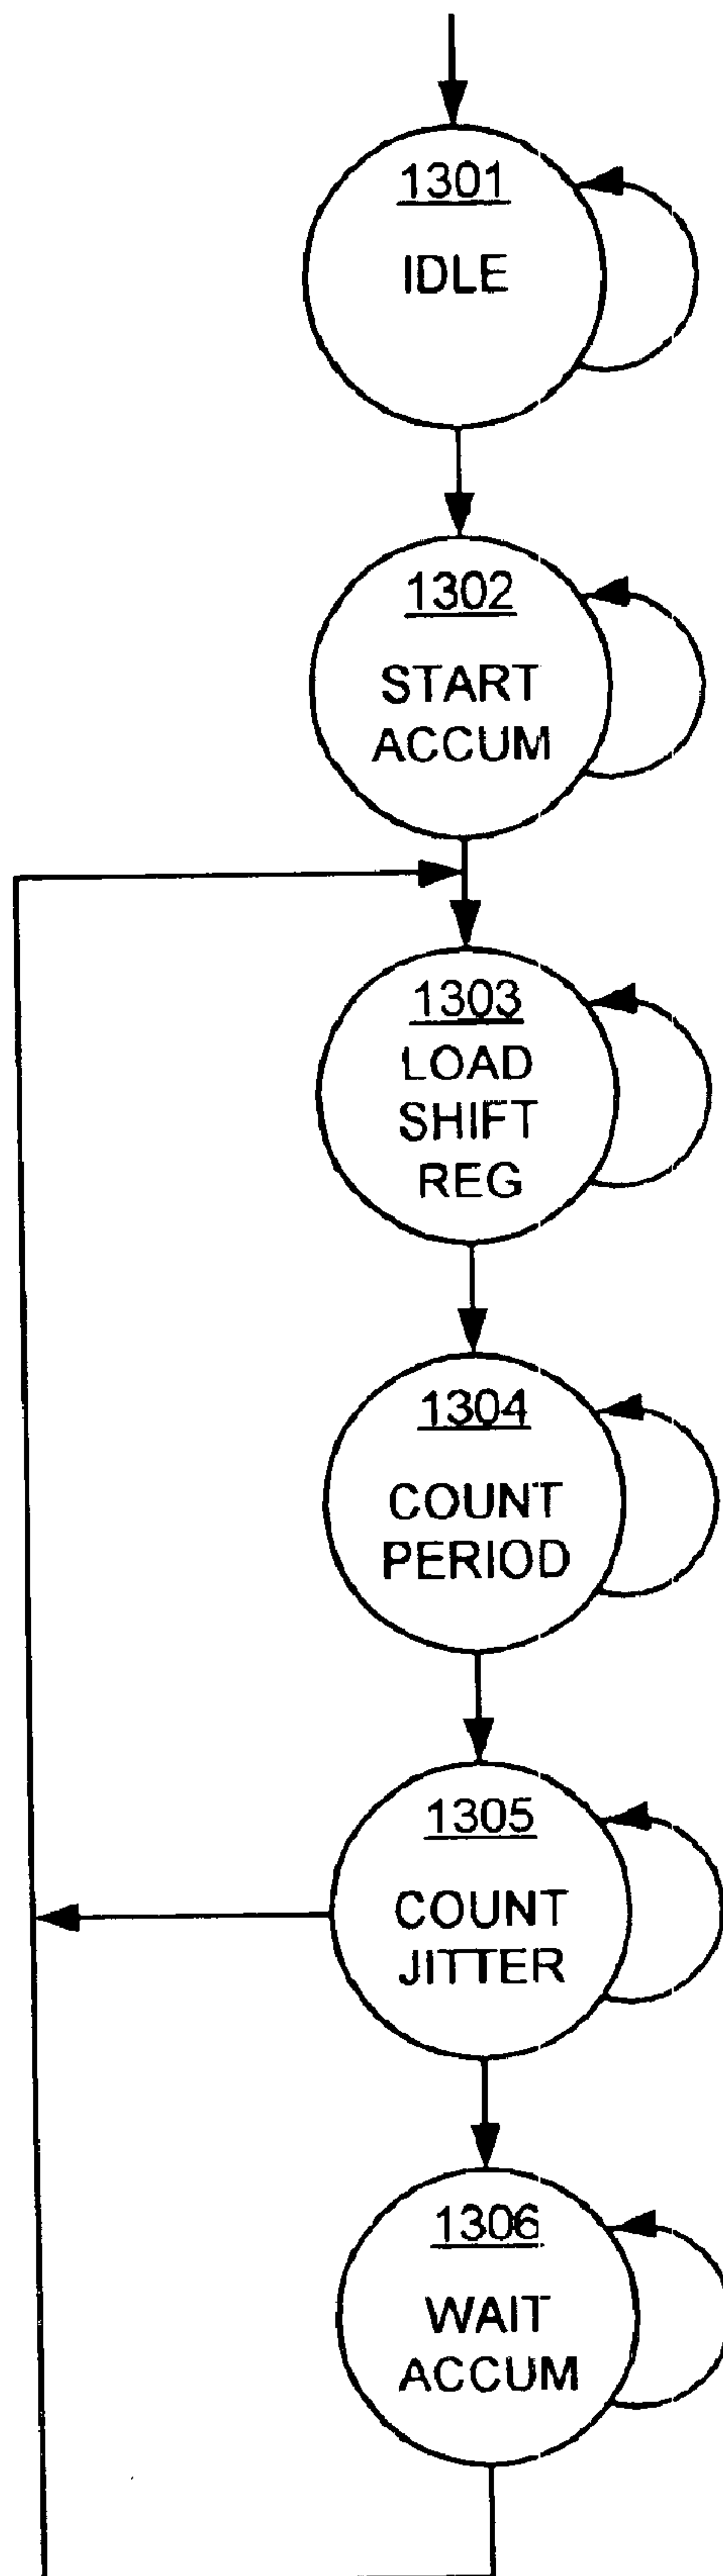 1301
IDLE
1302
START
ACCUM
1303
LOAD
SHIFT
REG
1304
COUNT
PERIOD
1305
COUNT
JITTER
1306
WAIT
ACCUM